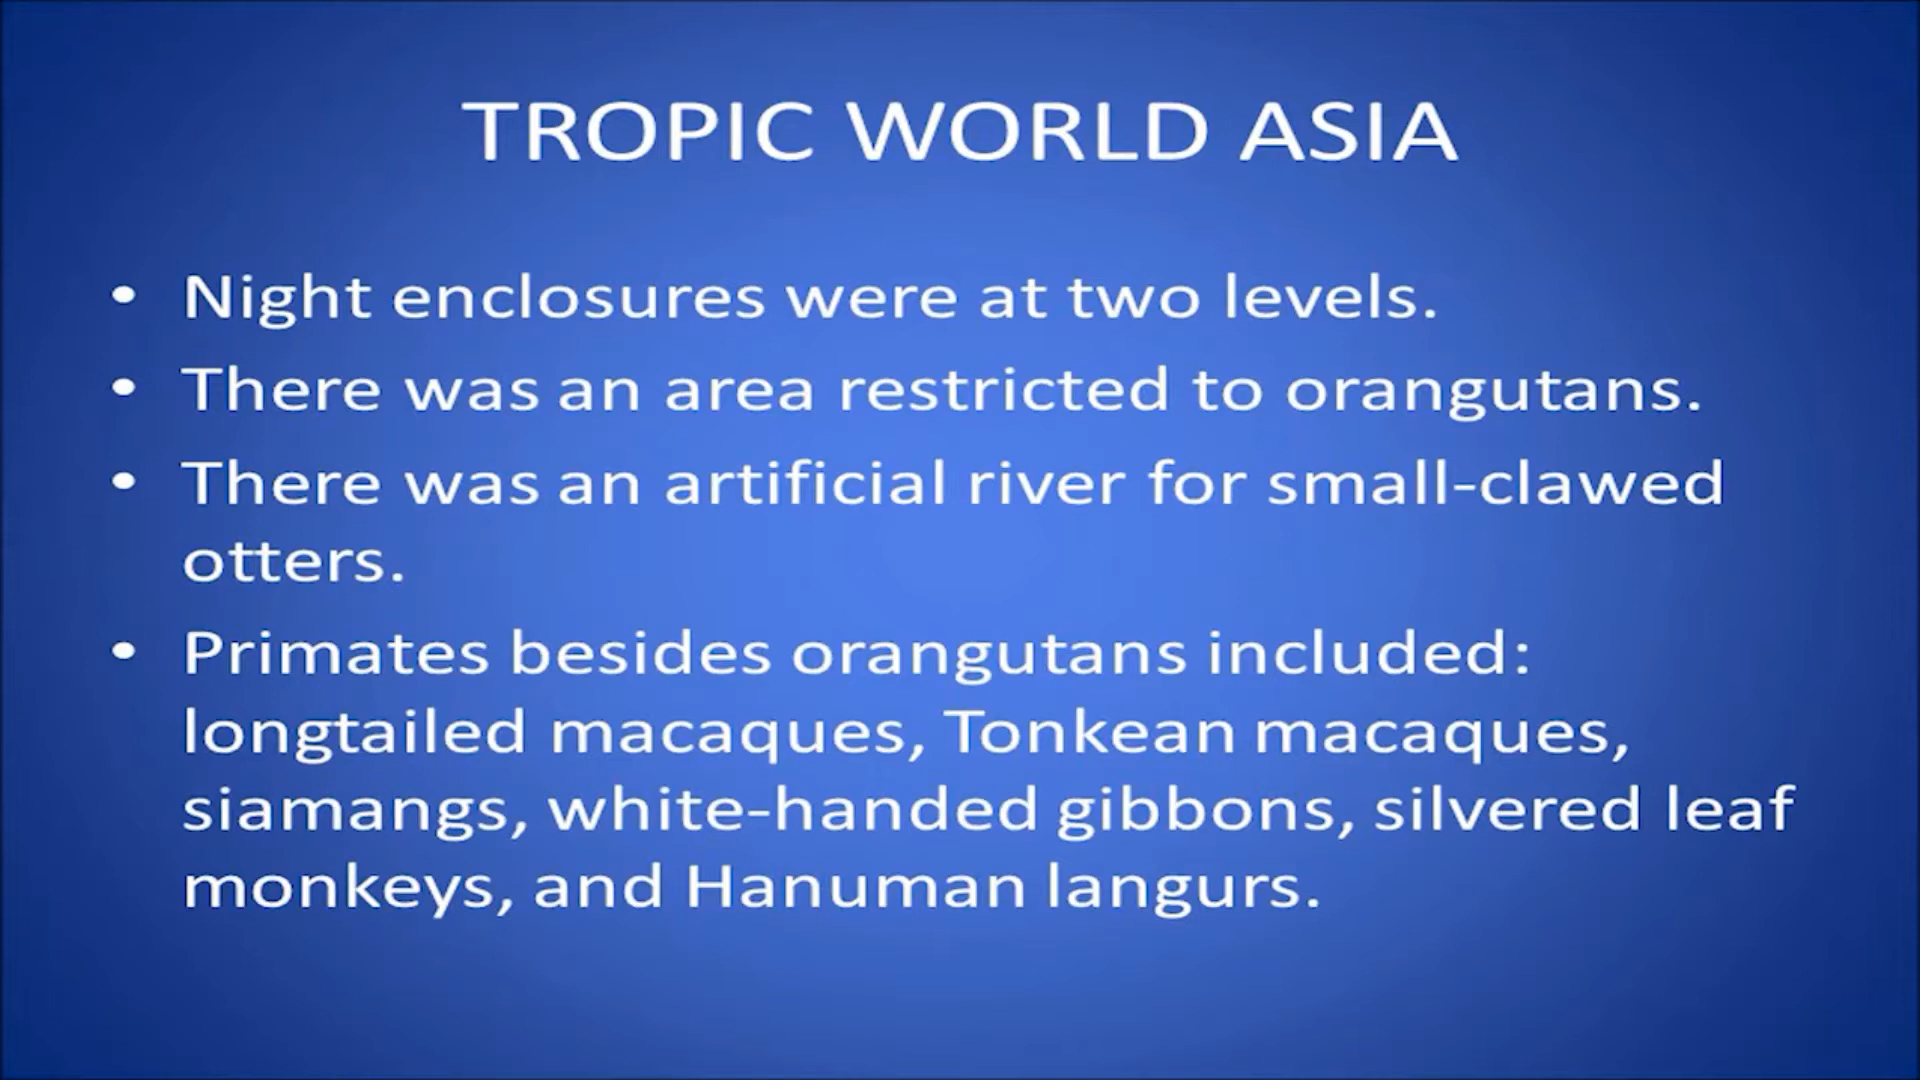 TROPIC WORLD ASIA
• Night enclosures were at two levels.
• There was an area restricted to orangutans.
• There was an artificial river for small-clawed
otters.
• Primates besides orangutans included:
longtailed macaques, Tonkean macaques,
siamangs, white-handed gibbons, silvered leaf
monkeys, and Hanuman langurs.